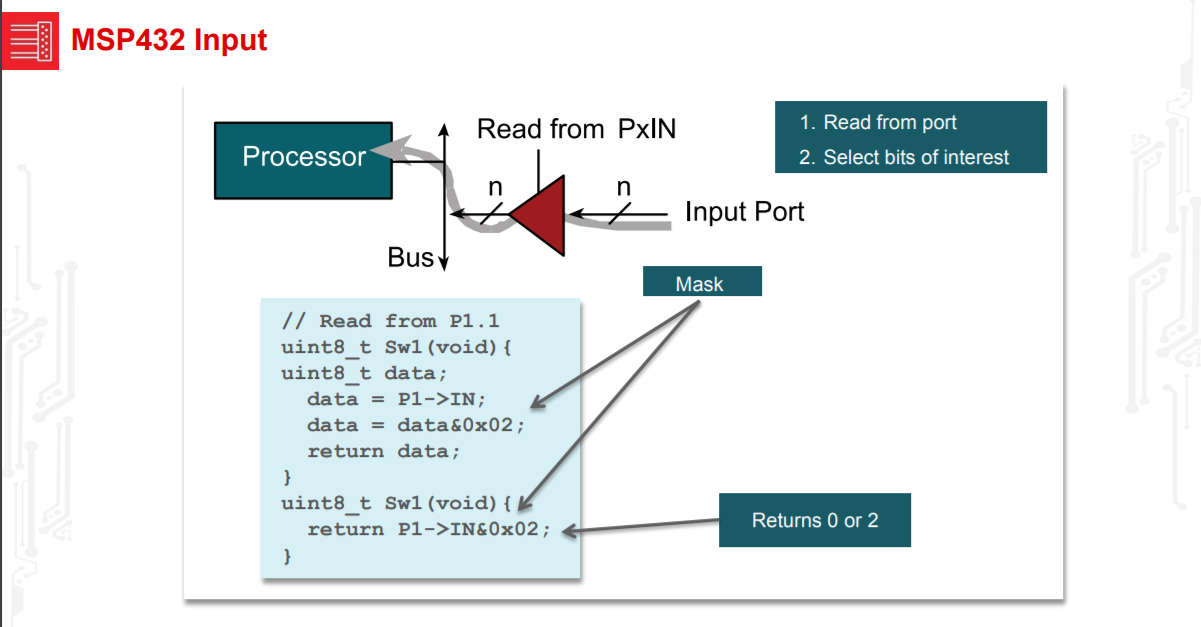 MSP432 Input
Read from PxIN
1. Read from port
2. Select bits of interest
Processor
n
n
Input Port
Bus
Mask
// Read from P1.1
uint8_t Sw1(void){
uint8_t data;
data = P1->IN;
data = data&0x02;
return data;
}
uint8_t Sw1(void){
return P1->IN&0x02;
}
Returns 0 or 2